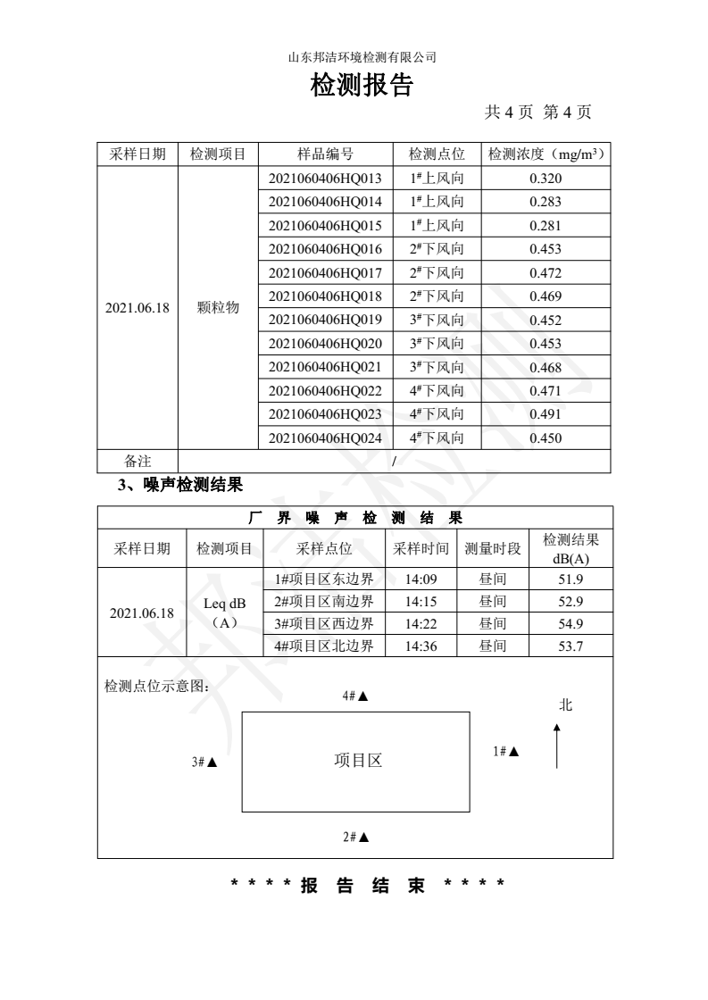 山东邦洁环境检测有限公司
检测报告
共 4 页 第 4 页
采样日期 检测项目 样品编号 检测点位 检测浓度（mg/m³）
2021060406HQ013 1#上风向 0.320
2021060406HQ014 1#上风向 0.283
2021060406HQ015 1#上风向 0.281
2021060406HQ016 2#下风向 0.453
2021060406HQ017 2#下风向 0.472
2021060406HQ018 2#下风向 0.469
2021.06.18 颗粒物
2021060406HQ019 3#下风向 0.452
2021060406HQ020 3#下风向 0.453
2021060406HQ021 3#下风向 0.468
2021060406HQ022 4#下风向 0.471
2021060406HQ023 4#下风向 0.491
2021060406HQ024 4#下风向 0.450
备注 /
3、噪声检测结果
厂 界 噪 声 检 测 结 果
采样日期 检测项目 采样点位 采样时间 测量时段 检测结果
dB(A)
1#项目区东边界 14:09 昼间 51.9
2021.06.18 Leq dB
（A）
2#项目区南边界 14:15 昼间 52.9
3#项目区西边界 14:22 昼间 54.9
4#项目区北边界 14:36 昼间 53.7
检测点位示意图：
4#▲
北
1#▲
3#▲
项目区
2#▲
* * * * 报 告 结 束 * * * *
邦洁检测